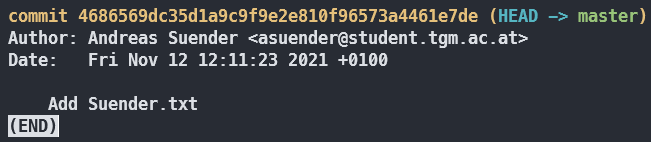 commit 4686569dc35d1a9c9f9e2e810f96573a4461e7de (HEAD -> master)
Author: Andreas Suender <asuender@student.tgm.ac.at>
Date:   Fri Nov 12 12:11:23 2021 +0100
    Add Suender.txt
(END)